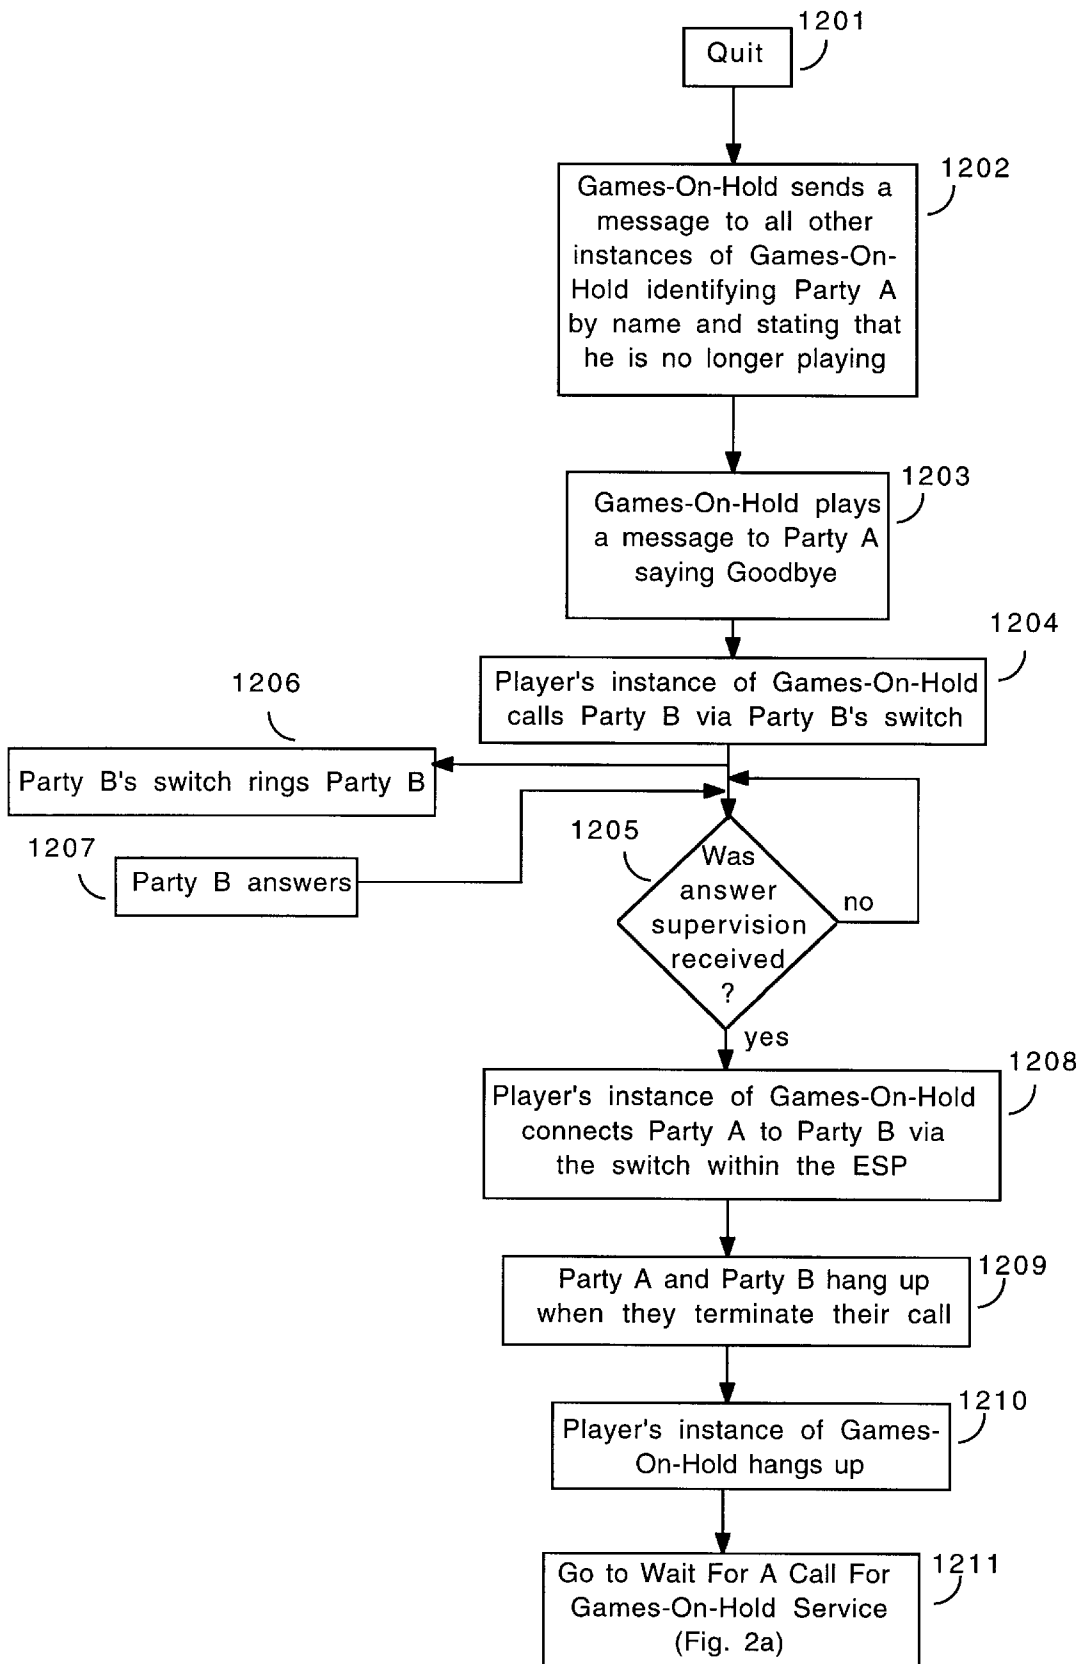 1201
Quit
1202
Games-On-Hold sends a
message to all other
instances of Games-On-
Hold identifying Party A
by name and stating that
he is no longer playing
1203
Games-On-Hold plays
a message to Party A
saying Goodbye
1204
Player's instance of Games-On-Hold
calls Party B via Party B's switch
1206
Party B's switch rings Party B
1207
Party B answers
1205
Was
answer
supervision
received
?
no
yes
1208
Player's instance of Games-On-Hold
connects Party A to Party B via
the switch within the ESP
1209
Party A and Party B hang up
when they terminate their call
1210
Player's instance of Games-
On-Hold hangs up
1211
Go to Wait For A Call For
Games-On-Hold Service
(Fig. 2a)